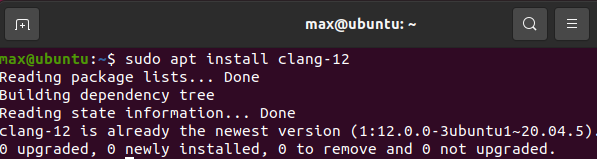 max@ubuntu: ~
max@ubuntu:~$ sudo apt install clang-12
Reading package lists... Done
Building dependency tree
Reading state information... Done
clang-12 is already the newest version (1:12.0.0-3ubuntu1~20.04.5).
0 upgraded, 0 newly installed, 0 to remove and 0 not upgraded.